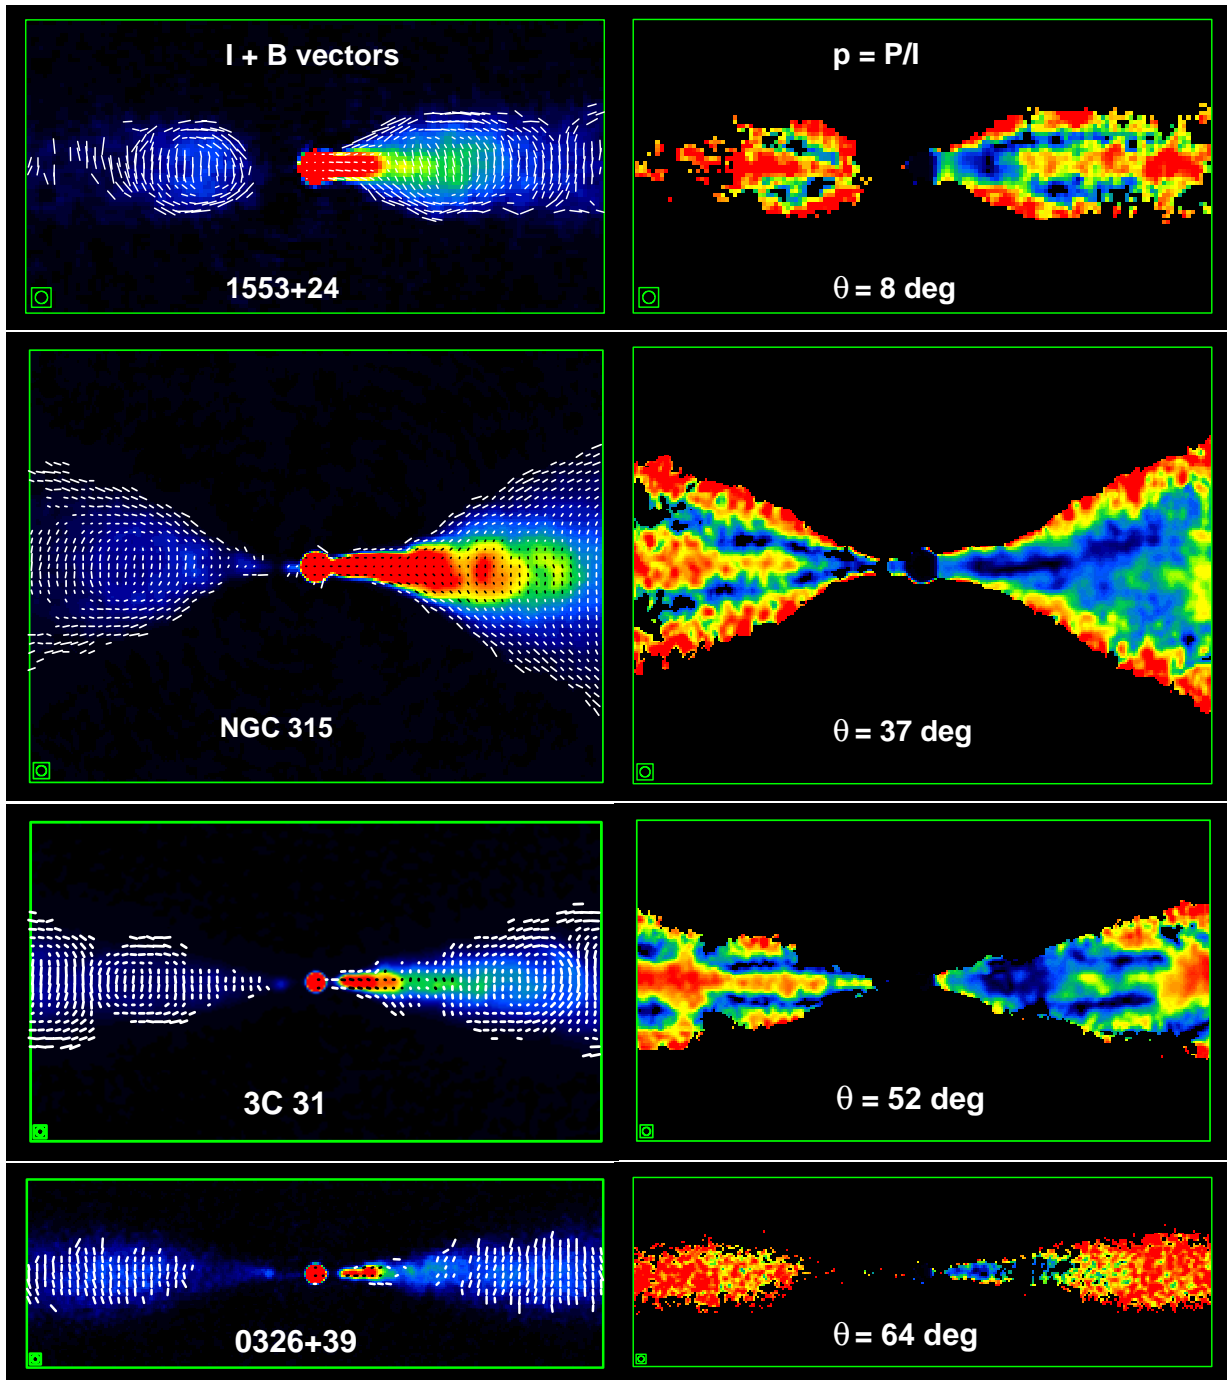 I + B vectors
p = P/I
1553+24
θ = 8 deg
NGC 315
θ = 37 deg
3C 31
θ = 52 deg
0326+39
θ = 64 deg